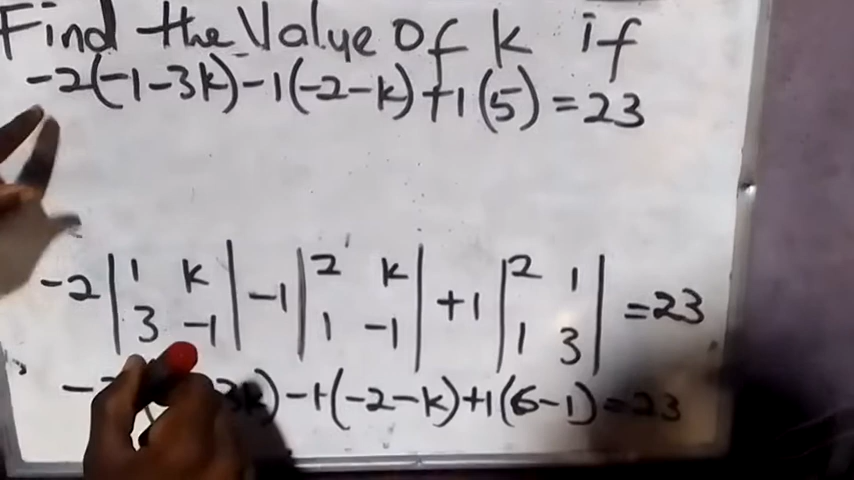 Find the Value Of k if
-2(-1-3k)-1(-2-k)+1(5)=23
-2|1 k|-1|2 k|+1|2 1|=23
|3 -1| |1 -1| |1 3|
3k)-1(-2-k)+1(6-1)=23